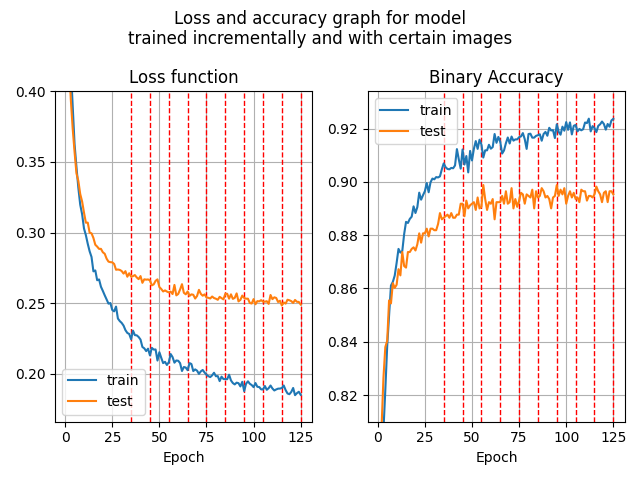 Loss and accuracy graph for model
trained incrementally and with certain images
Loss function
0.40
0.35
0.30
0.25
0.20
train
test
0 25 50 75 100 125
Epoch
Binary Accuracy
train
test
0.92
0.90
0.88
0.86
0.84
0.82
0 25 50 75 100 125
Epoch